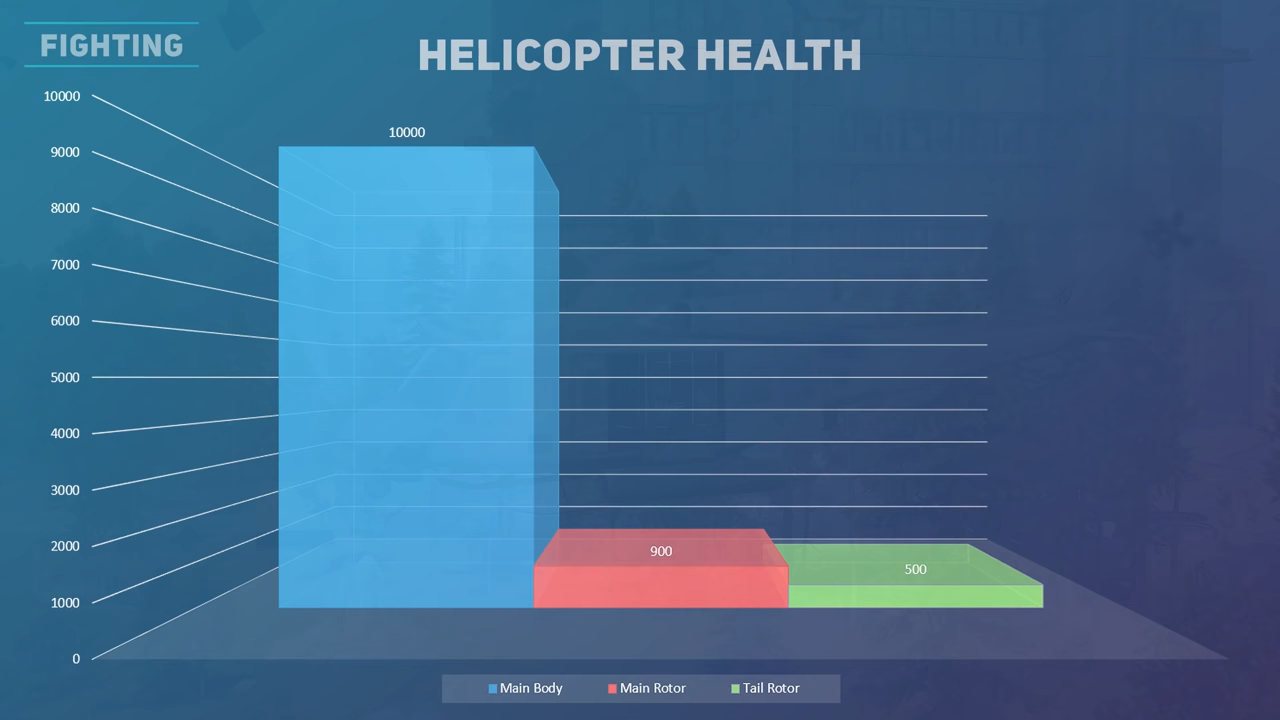 FIGHTING
HELICOPTER HEALTH
10000
9000
8000
7000
6000
5000
4000
3000
2000
1000
0
10000
900
500
Main Body
Main Rotor
Tail Rotor